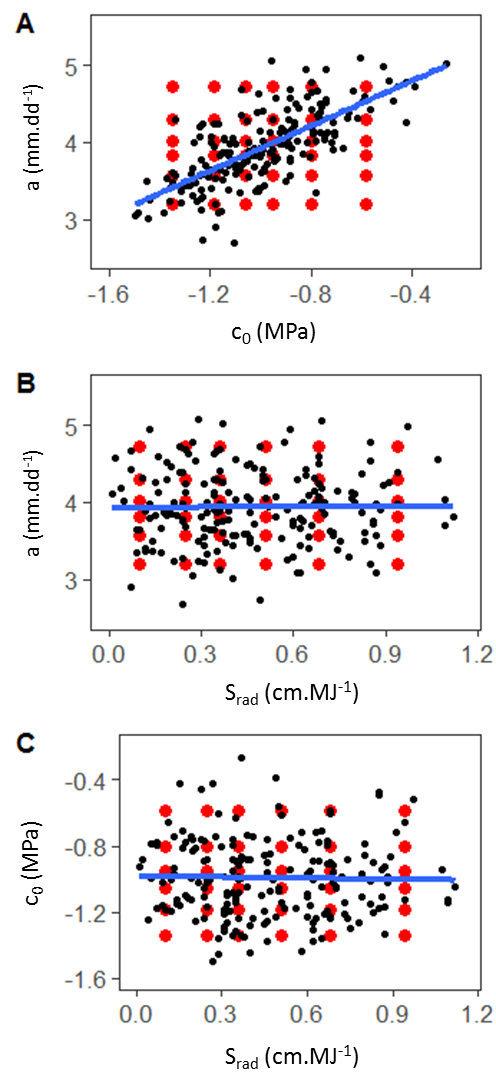 A
a (mm.dd⁻¹)
5
4
3
-1.6 -1.2 -0.8 -0.4
c₀ (MPa)
B
a (mm.dd⁻¹)
5
4
3
0.0 0.3 0.6 0.9 1.2
Sᵣₐd (cm.MJ⁻¹)
C
c₀ (MPa)
-0.4
-0.8
-1.2
-1.6
0.0 0.3 0.6 0.9 1.2
Sᵣₐd (cm.MJ⁻¹)